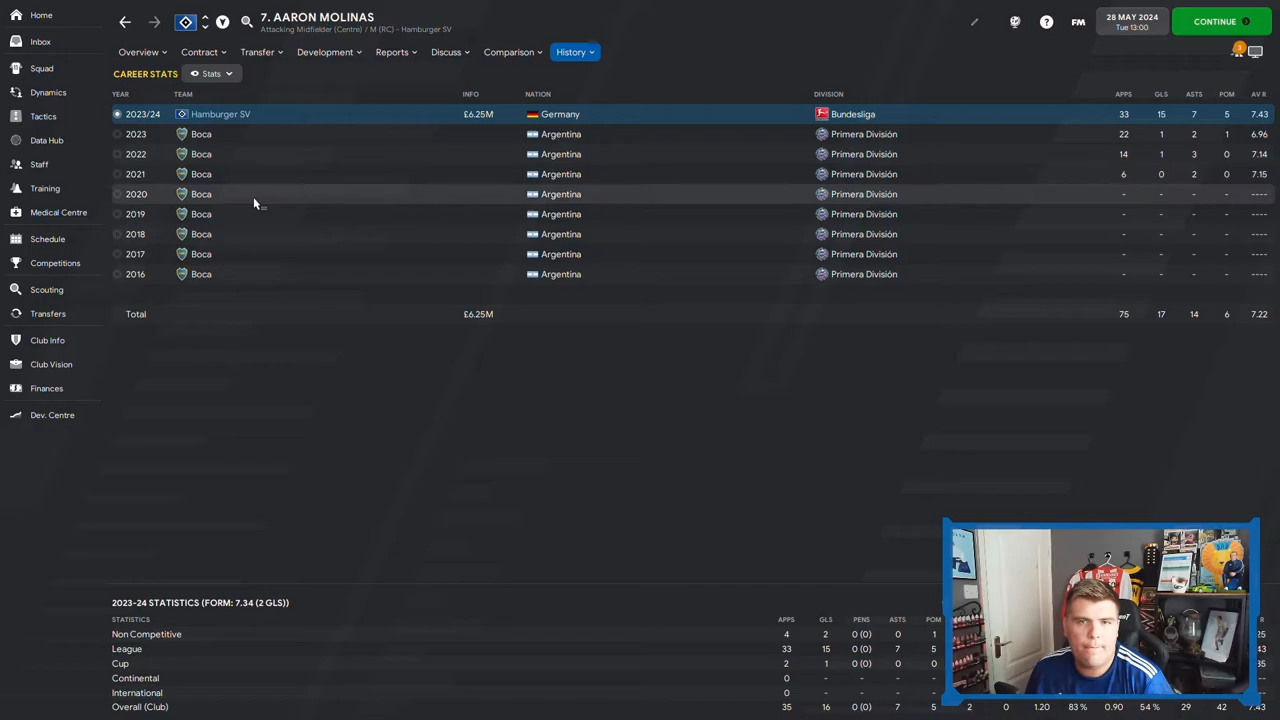 Home
7. AARON MOLINAS
Attacking Midfielder (Centre) / M (RC) - Hamburger SV
FM
28 MAY 2024
Tue 13:00
CONTINUE
3
Inbox
Squad
Dynamics
Tactics
Data Hub
Staff
Training
Medical Centre
Schedule
Competitions
Scouting
Transfers
Club Info
Club Vision
Finances
Dev. Centre
Overview Contract Transfer Development Reports Discuss Comparison History
CAREER STATS Stats
YEAR TEAM INFO NATION DIVISION APPS GLS ASTS POM AV R
2023/24 Hamburger SV £6.25M Germany Bundesliga 33 15 7 5 7.43
2023 Boca Argentina Primera División 22 1 2 1 6.96
2022 Boca Argentina Primera División 14 1 3 0 7.14
2021 Boca Argentina Primera División 6 0 2 0 7.15
2020 Boca Argentina Primera División - - - - ----
2019 Boca Argentina Primera División - - - - ----
2018 Boca Argentina Primera División - - - - ----
2017 Boca Argentina Primera División - - - - ----
2016 Boca Argentina Primera División - - - - ----
Total £6.25M 75 17 14 6 7.22
2023-24 STATISTICS (FORM: 7.34 (2 GLS))
STATISTICS APPS GLS PENS ASTS POM
Non Competitive 4 2 0 (0) 0 1
League 33 15 0 (0) 7 5
Cup 2 1 0 (0) 0 0
Continental 0 - 0 (0) - -
International 0 - 0 (0) - -
Overall (Club) 35 16 0 (0) 7 5 2 0 1.20 83 % 0.90 54 % 29 42 7.43